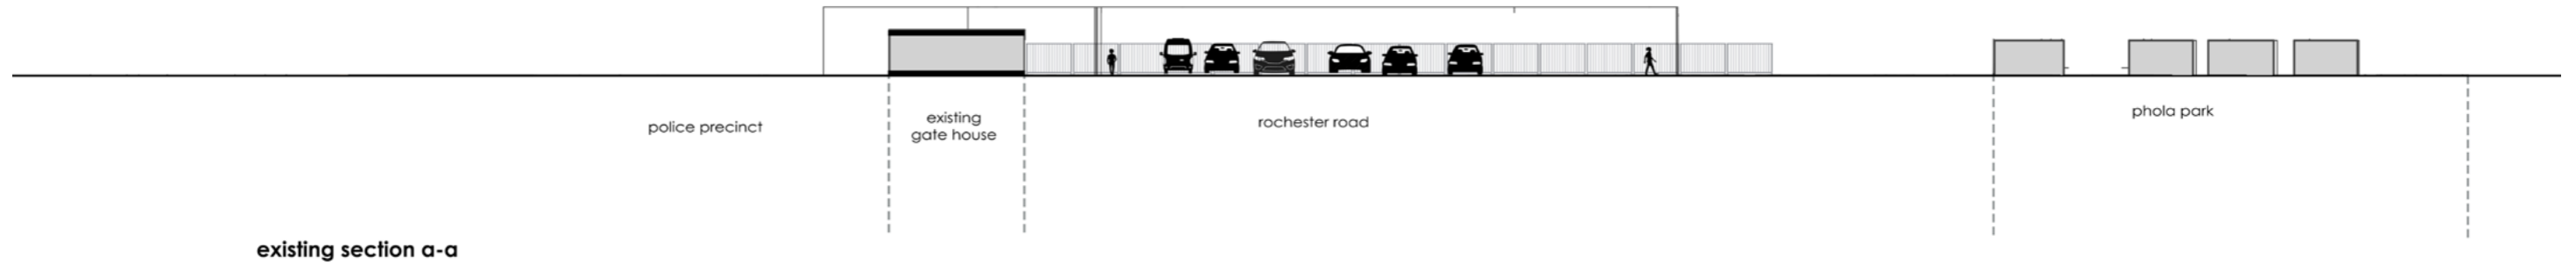 police precinct
existing
gate house
rochester road
phola park
existing section a-a